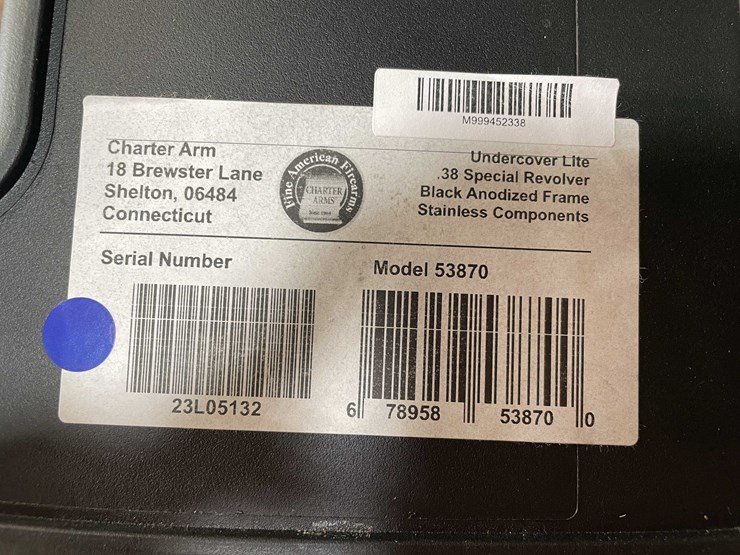 M999452338
Charter Arm
18 Brewster Lane
Shelton, 06484
Connecticut
Fine American Firearms
CHARTER
ARMS
Undercover Lite
.38 Special Revolver
Black Anodized Frame
Stainless Components
Serial Number
Model 53870
23L05132
6 78958 53870 0